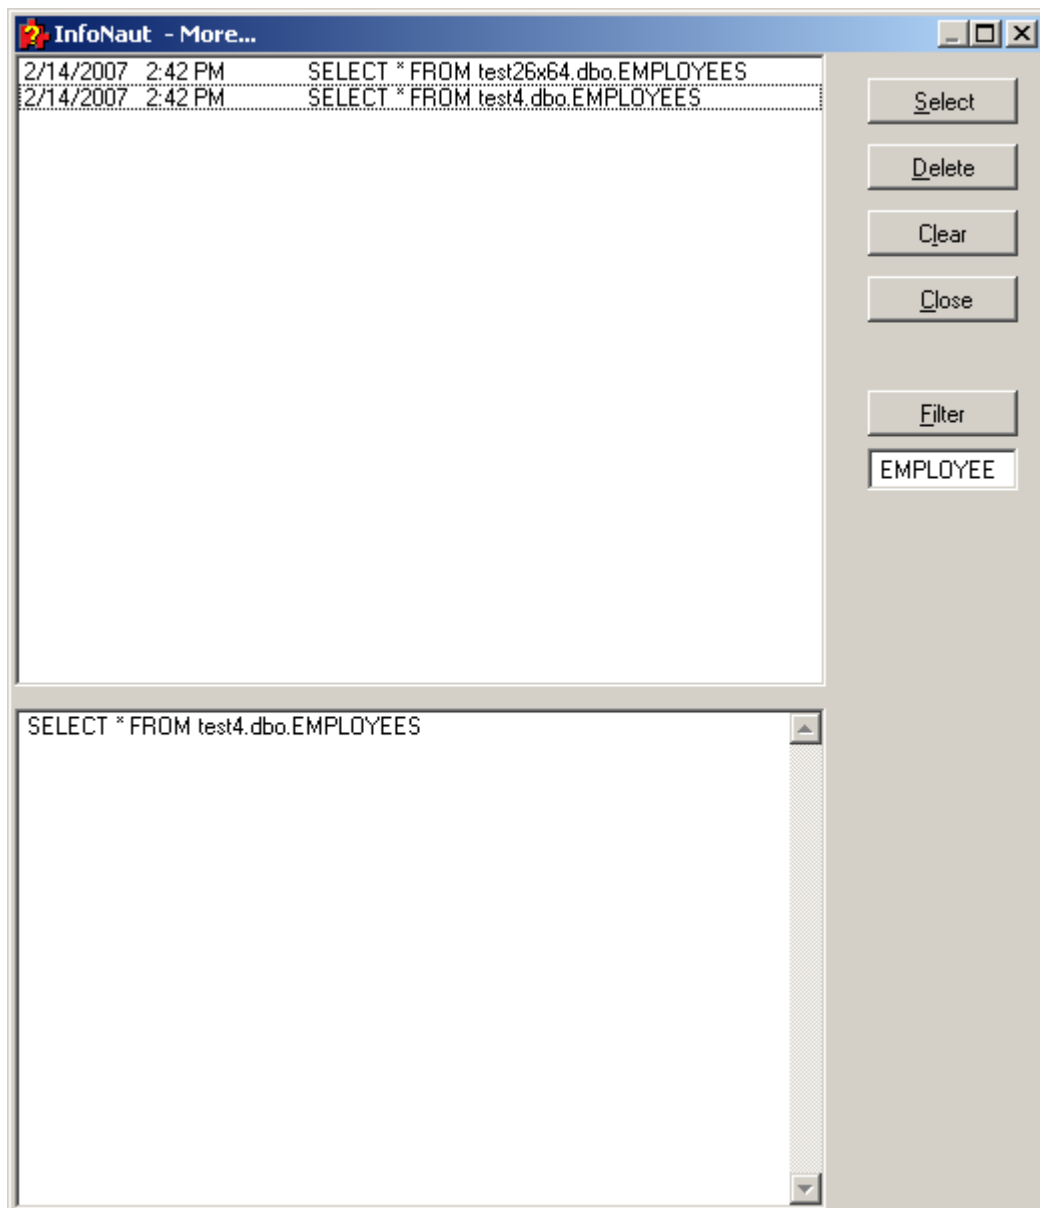 InfoNaut - More...
2/14/2007 2:42 PM SELECT * FROM test26x64.dbo.EMPLOYEES
2/14/2007 2:42 PM SELECT * FROM test4.dbo.EMPLOYEES
Select
Delete
Clear
Close
Filter
EMPLOYEE
SELECT * FROM test4.dbo.EMPLOYEES